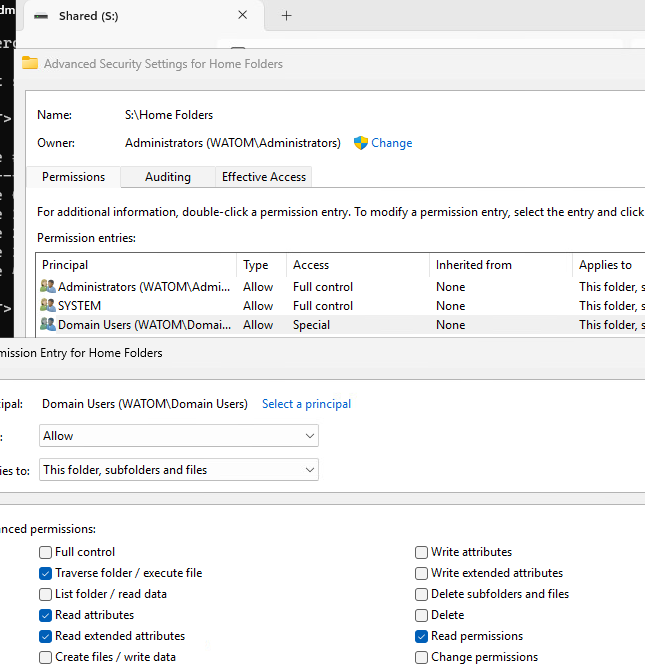 dm
Shared (S:)
Advanced Security Settings for Home Folders
Name: S:\Home Folders
Owner: Administrators (WATOM\Administrators) Change
Permissions Auditing Effective Access
For additional information, double-click a permission entry. To modify a permission entry, select the entry and click
Permission entries:
Principal Type Access Inherited from Applies to
Administrators (WATOM\Admi... Allow Full control None This folder, s
SYSTEM Allow Full control None This folder, s
Domain Users (WATOM\Domai... Allow Special None This folder, s
mission Entry for Home Folders
ipal: Domain Users (WATOM\Domain Users) Select a principal
: Allow
ies to: This folder, subfolders and files
nced permissions:
Full control Write attributes
Traverse folder / execute file Write extended attributes
List folder / read data Delete subfolders and files
Read attributes Delete
Read extended attributes Read permissions
Create files / write data Change permissions